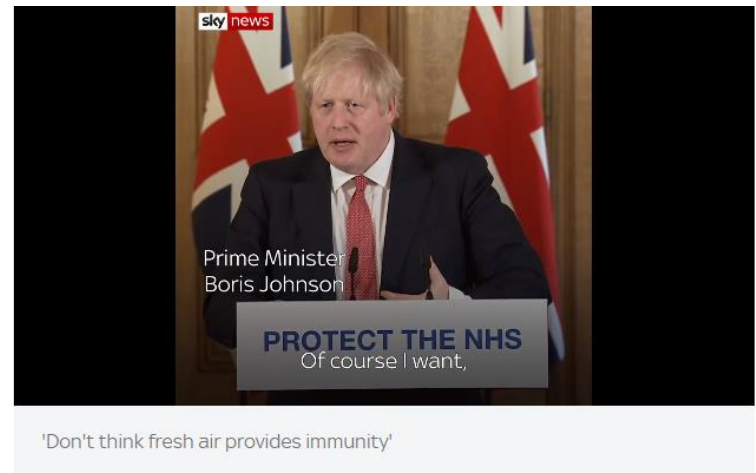 sky news
Prime Minister
Boris Johnson
PROTECT THE NHS
Of course I want,
'Don't think fresh air provides immunity'